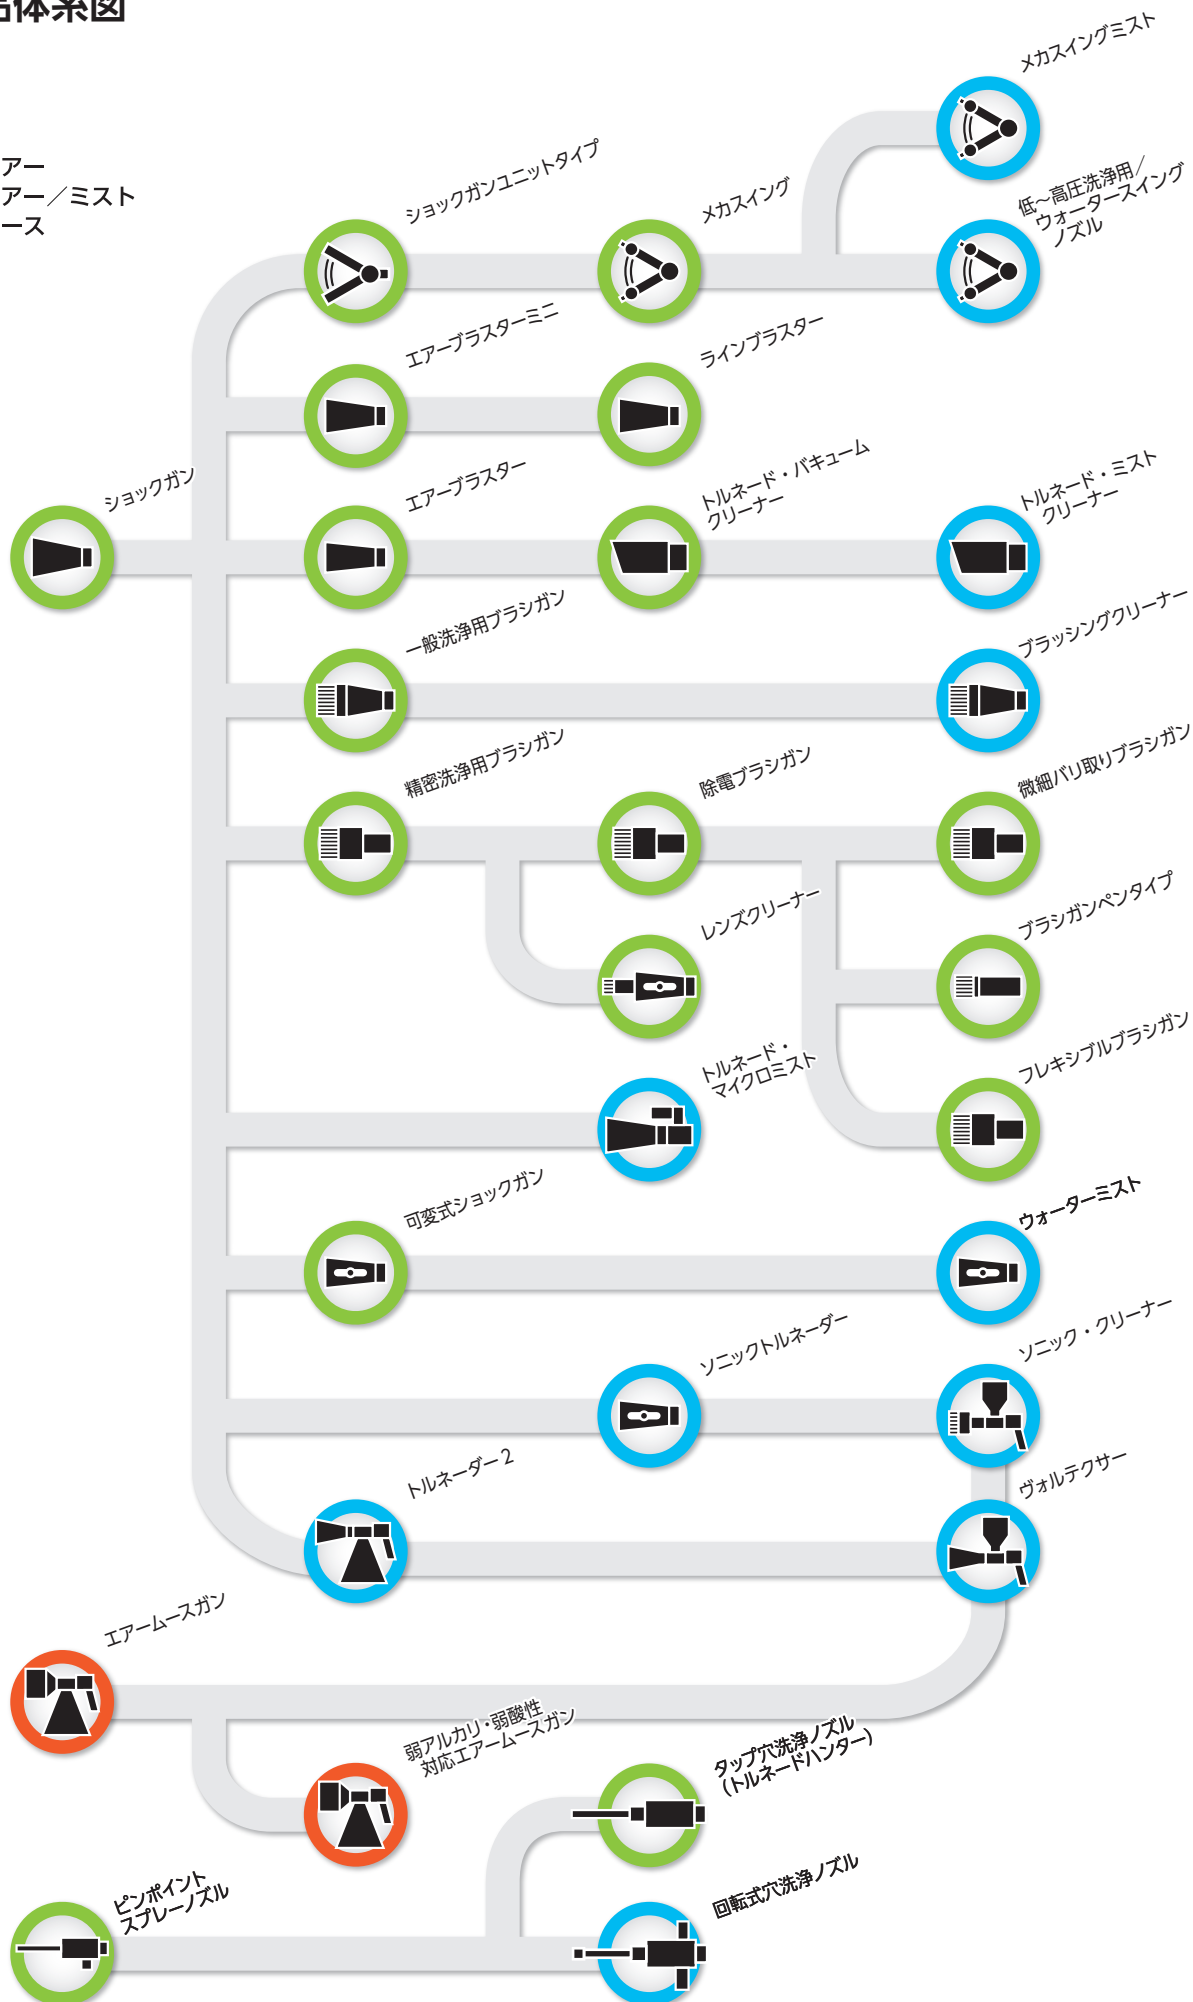 品体系図
アー
アー／ミスト
ース
メカスイングミスト
ショックガンユニットタイプ
メカスイング
低～高圧洗浄用/
ウォータースイング
ノズル
エアーブラスターミニ
ラインブラスター
ショックガン
エアーブラスター
トルネード・バキューム
クリーナー
トルネード・ミスト
クリーナー
一般洗浄用ブラシガン
ブラッシングクリーナー
精密洗浄用ブラシガン
除電ブラシガン
微細バリ取りブラシガン
レンズクリーナー
ブラシガンペンタイプ
トルネード・
マイクロミスト
フレキシブルブラシガン
可変式ショックガン
ウォーターミスト
ソニックトルネーダー
ソニック・クリーナー
トルネーダー2
ヴォルテクサー
エアームースガン
弱アルカリ・弱酸性
対応エアームースガン
タップ穴洗浄ノズル
（トルネードハンター）
ピンポイント
スプレーノズル
回転式穴洗浄ノズル